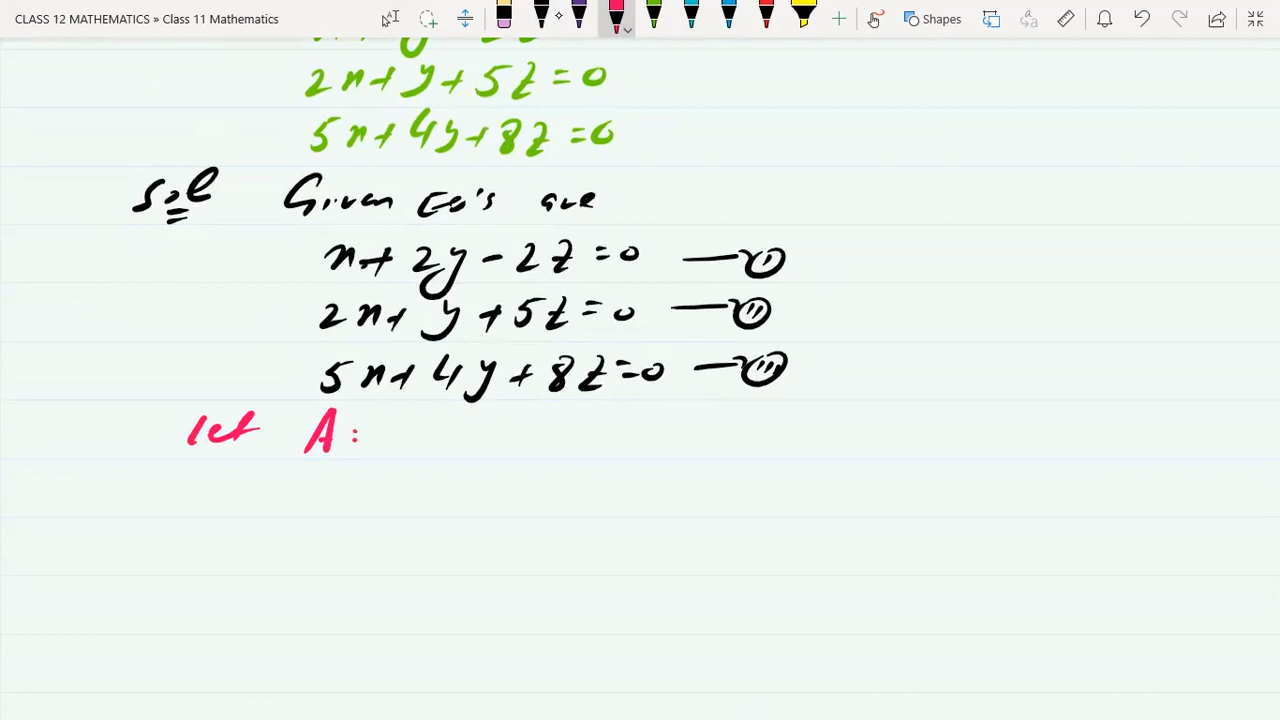 CLASS 12 MATHEMATICS » Class 11 Mathematics
Shapes
2x+y+5z=0
5x+4y+8z=0
Sol Given Eq's are
x+2y-2z=0 —(i)
2x+y+5z=0 —(ii)
5x+4y+8z=0 —(iii)
let A=